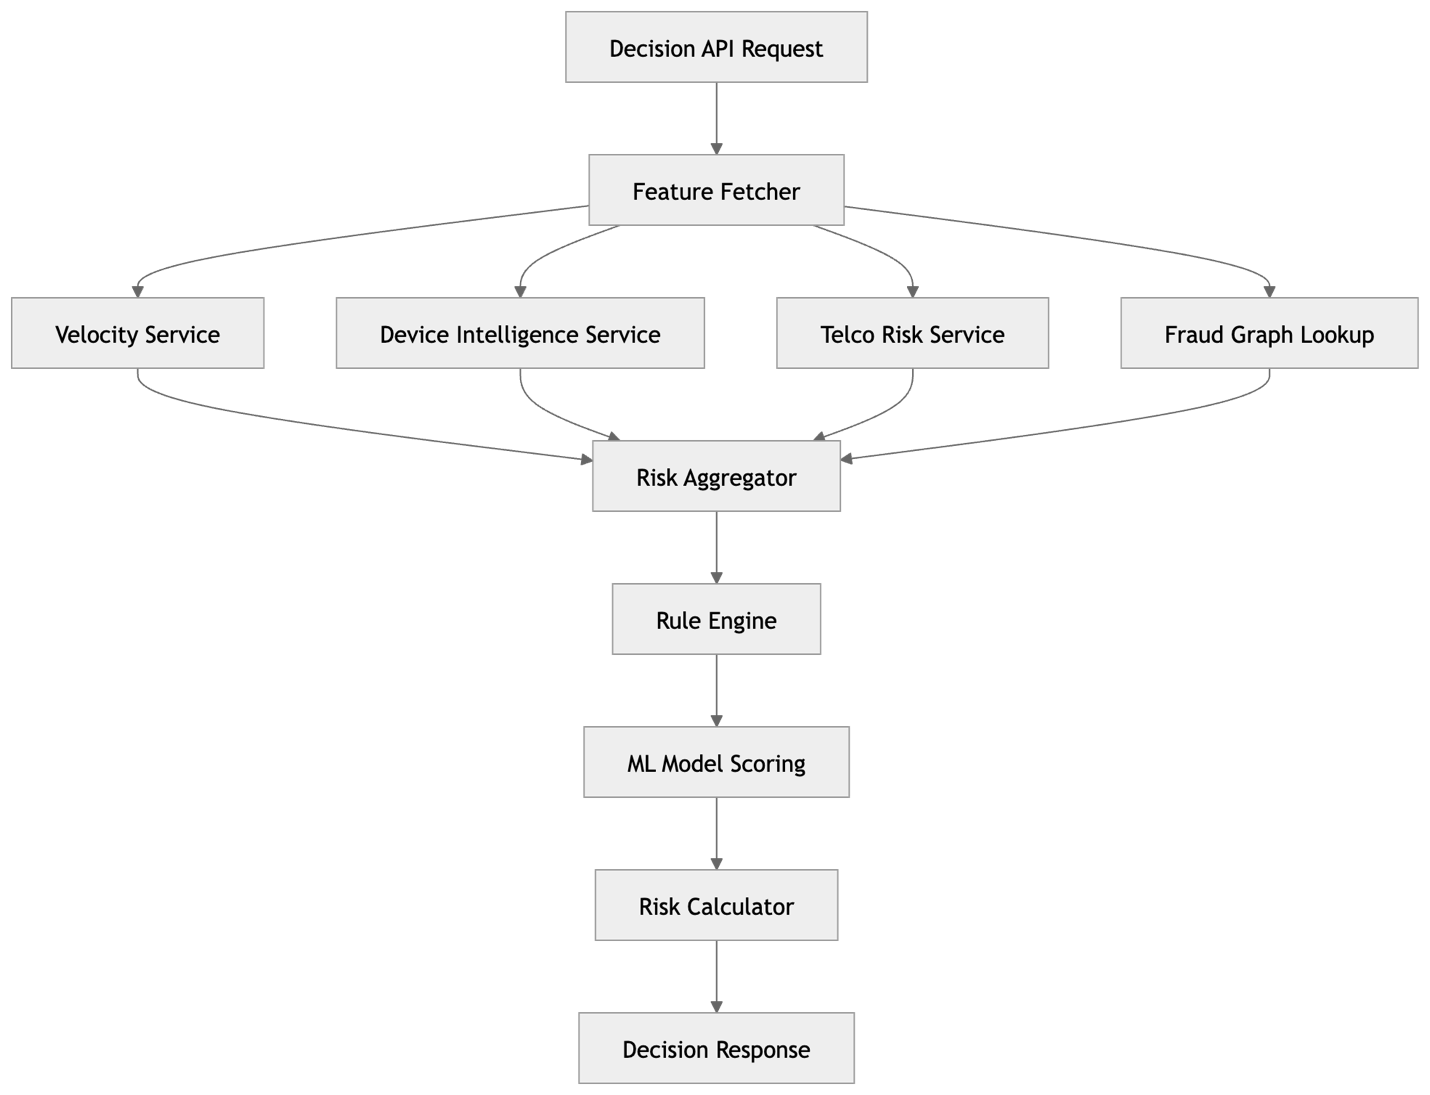 Decision API Request
Feature Fetcher
Velocity Service
Device Intelligence Service
Telco Risk Service
Fraud Graph Lookup
Risk Aggregator
Rule Engine
ML Model Scoring
Risk Calculator
Decision Response